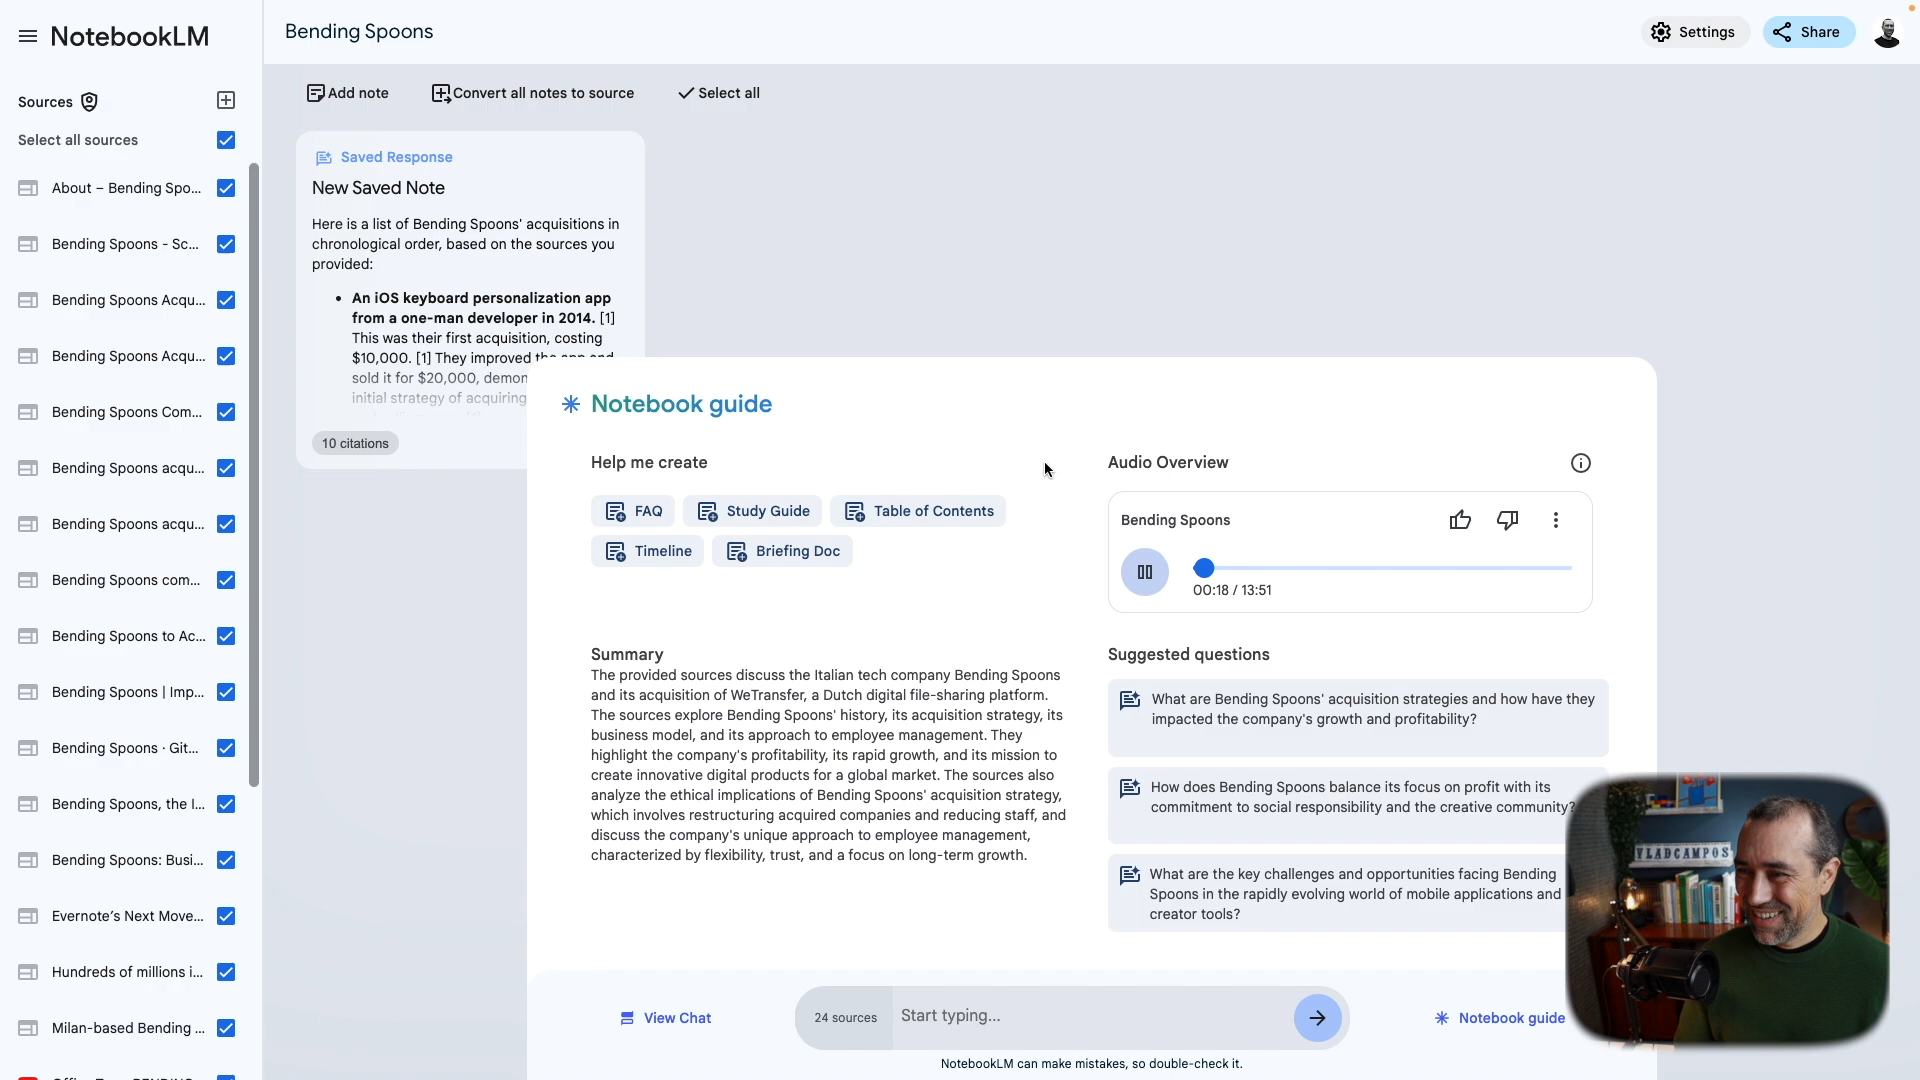 NotebookLM
Bending Spoons
Settings
Share
Sources
Select all sources
About – Bending Spo...
Bending Spoons - Sc...
Bending Spoons Acqu...
Bending Spoons Acqu...
Bending Spoons Com...
Bending Spoons acqu...
Bending Spoons acqu...
Bending Spoons com...
Bending Spoons to Ac...
Bending Spoons | Imp...
Bending Spoons · Git...
Bending Spoons, the I...
Bending Spoons: Busi...
Evernote's Next Move...
Hundreds of millions i...
Milan-based Bending ...
Add note
Convert all notes to source
Select all
Saved Response
New Saved Note
Here is a list of Bending Spoons' acquisitions in
chronological order, based on the sources you
provided:
• An iOS keyboard personalization app
from a one-man developer in 2014. [1]
This was their first acquisition, costing
$10,000. [1] They improved the app and
sold it for $20,000, demon
initial strategy of acquiring
10 citations
Notebook guide
Help me create
FAQ
Study Guide
Table of Contents
Timeline
Briefing Doc
Summary
The provided sources discuss the Italian tech company Bending Spoons
and its acquisition of WeTransfer, a Dutch digital file-sharing platform.
The sources explore Bending Spoons' history, its acquisition strategy, its
business model, and its approach to employee management. They
highlight the company's profitability, its rapid growth, and its mission to
create innovative digital products for a global market. The sources also
analyze the ethical implications of Bending Spoons' acquisition strategy,
which involves restructuring acquired companies and reducing staff, and
discuss the company's unique approach to employee management,
characterized by flexibility, trust, and a focus on long-term growth.
Audio Overview
Bending Spoons
00:18 / 13:51
Suggested questions
What are Bending Spoons' acquisition strategies and how have they
impacted the company's growth and profitability?
How does Bending Spoons balance its focus on profit with its
commitment to social responsibility and the creative community?
What are the key challenges and opportunities facing Bending
Spoons in the rapidly evolving world of mobile applications and
creator tools?
VLADCAMPOS
View Chat
24 sources
Start typing...
Notebook guide
NotebookLM can make mistakes, so double-check it.